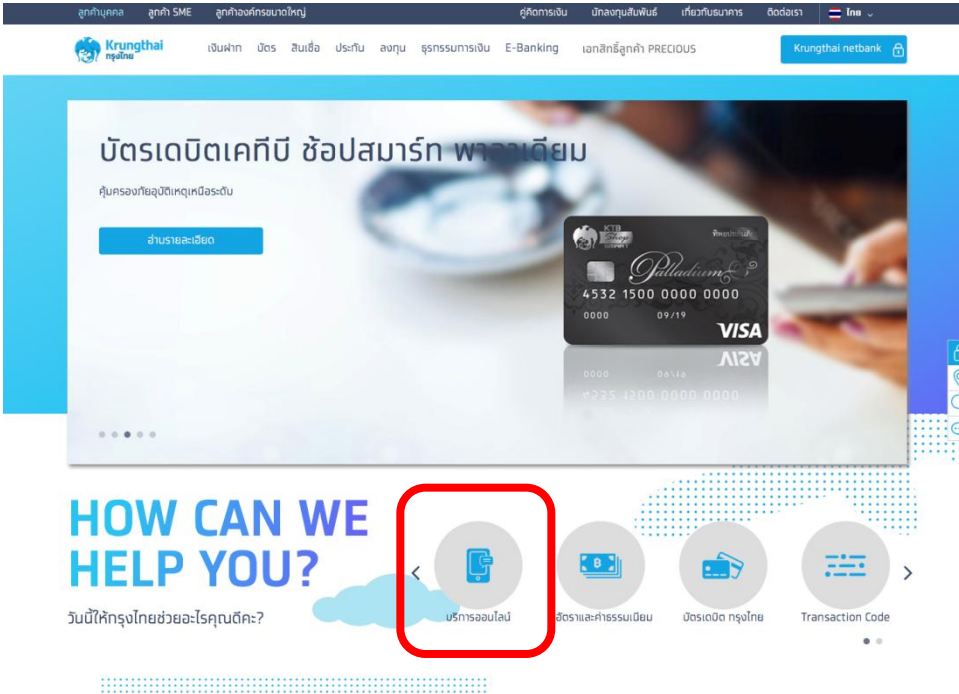 ลูกค้าบุคคล ลูกค้า SME ลูกค้าองค์กรขนาดใหญ่ คู่คิดการเงิน นักลงทุนสัมพันธ์ เกี่ยวกับธนาคาร ติดต่อเรา ไทย
Krungthai
กรุงไทย
เงินฝาก บัตร สินเชื่อ ประกัน ลงทุน ธุรกรรมการเงิน E-Banking เอกสิทธิ์ลูกค้า PRECIOUS Krungthai netbank
บัตรเดบิตเคทีบี ช้อปสมาร์ท พาลาเดียม
คุ้มครองภัยอุบัติเหตุเหนือระดับ
อ่านรายละเอียด
KTB
Shop
SMART
ทิพยประกันภัย
Palladium
4532 1500 0000 0000
0000 09/19
VISA
HOW CAN WE
HELP YOU?
วันนี้ให้กรุงไทยช่วยอะไรคุณดีคะ?
บริการออนไลน์ อัตราและค่าธรรมเนียม บัตรเดบิต กรุงไทย Transaction Code